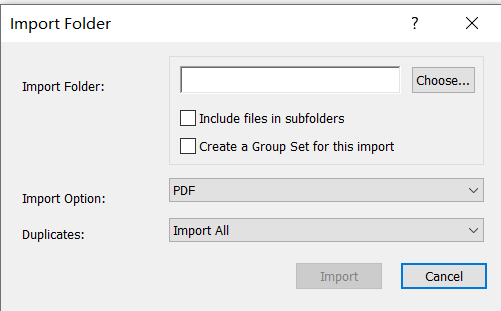 Import Folder
?
Import Folder:
Choose...
Include files in subfolders
Create a Group Set for this import
Import Option:
PDF
Duplicates:
Import All
Import
Cancel